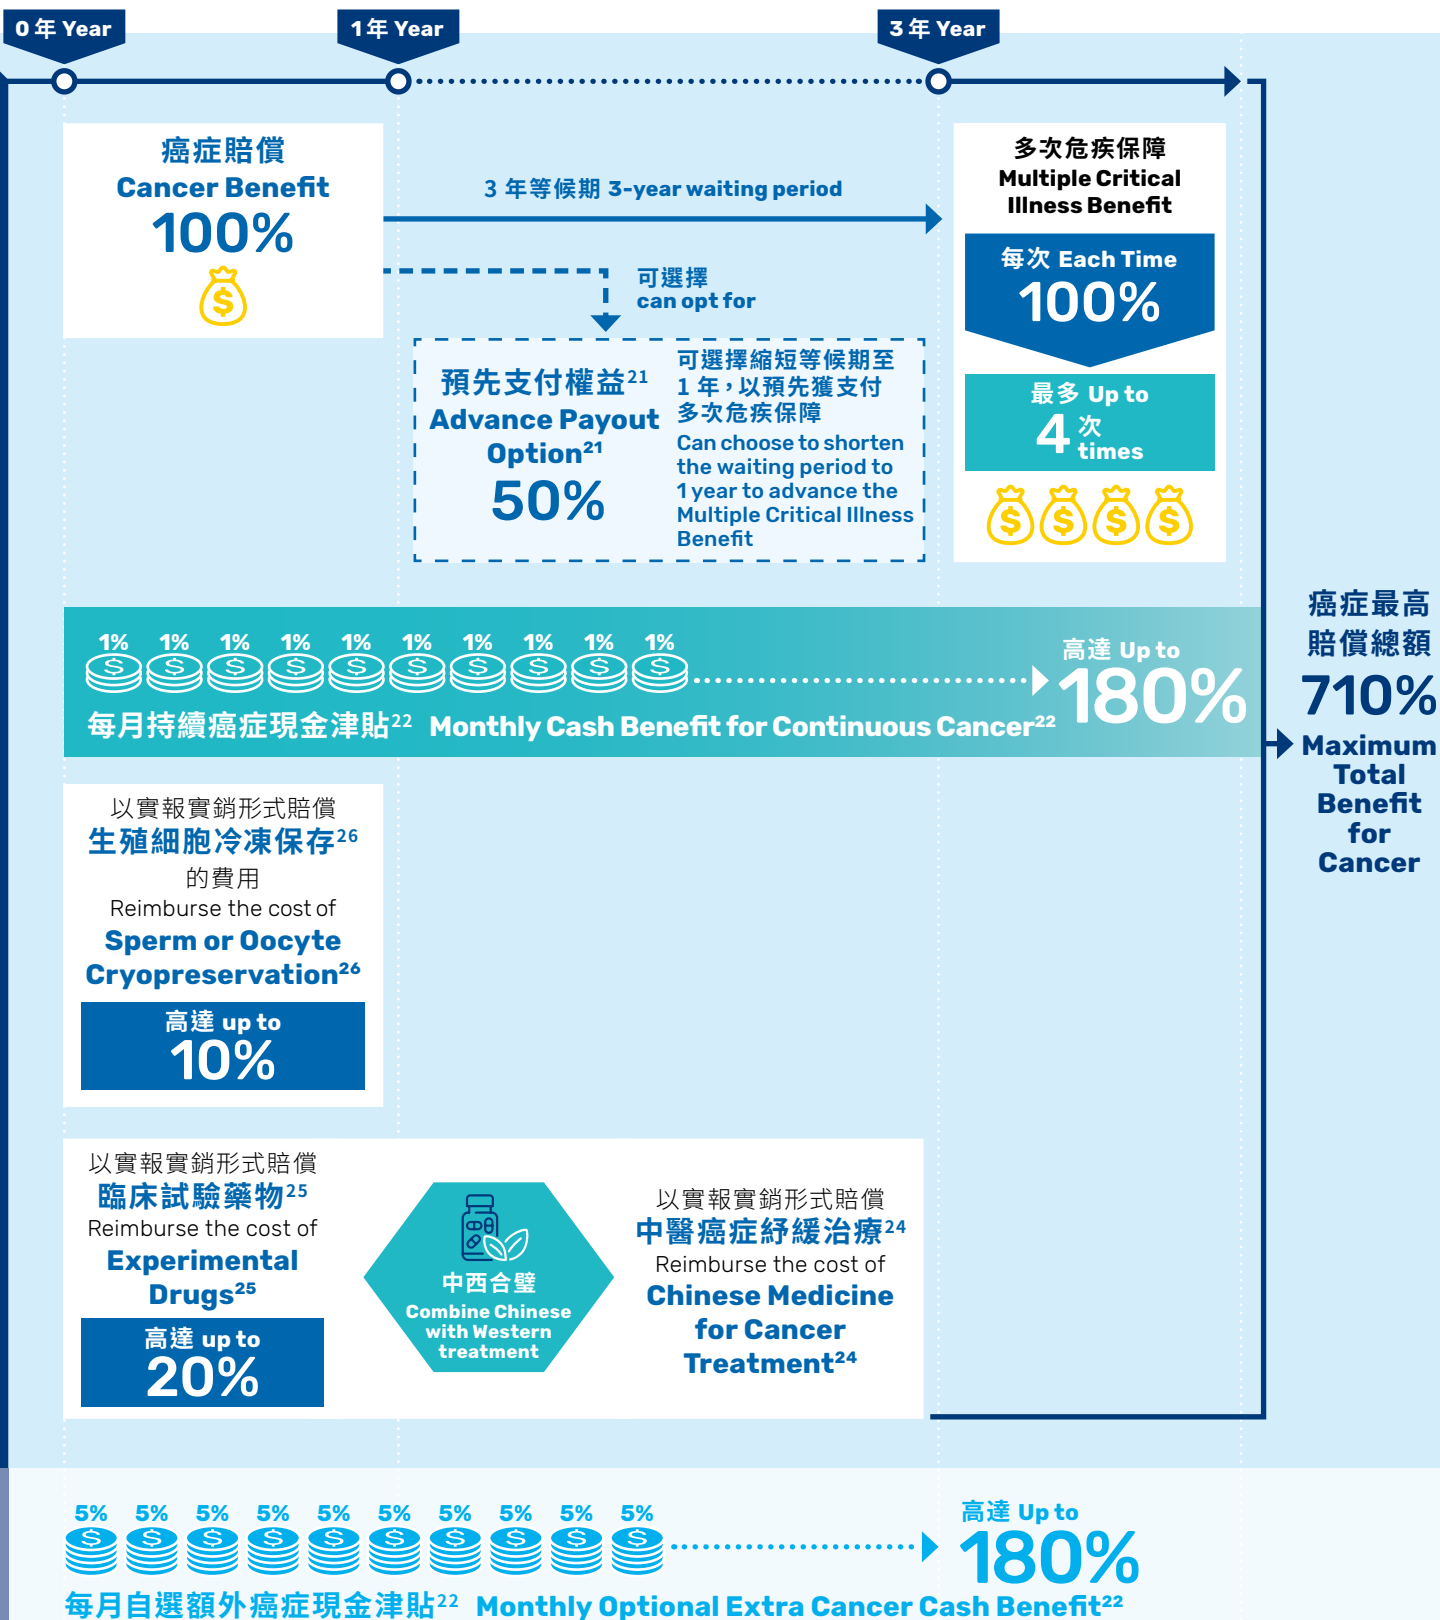 0 年 Year
1 年 Year
3 年 Year
癌症賠償
Cancer Benefit
100%
$
3 年等候期 3-year waiting period
可選擇
can opt for
預先支付權益21
Advance Payout
Option21
50%
可選擇縮短等候期至
1 年，以預先獲支付
多次危疾保障
Can choose to shorten
the waiting period to
1 year to advance the
Multiple Critical Illness
Benefit
多次危疾保障
Multiple Critical
Illness Benefit
每次 Each Time
100%
最多 Up to
4 次
times
$ $ $ $
1% 1% 1% 1% 1% 1% 1% 1% 1% 1%
$ $ $ $ $ $ $ $ $ $
高達 Up to
180%
每月持續癌症現金津貼22 Monthly Cash Benefit for Continuous Cancer22
癌症最高
賠償總額
710%
Maximum
Total
Benefit
for
Cancer
以實報實銷形式賠償
生殖細胞冷凍保存26
的費用
Reimburse the cost of
Sperm or Oocyte
Cryopreservation26
高達 up to
10%
以實報實銷形式賠償
臨床試驗藥物25
Reimburse the cost of
Experimental
Drugs25
高達 up to
20%
中西合璧
Combine Chinese
with Western
treatment
以實報實銷形式賠償
中醫癌症紓緩治療24
Reimburse the cost of
Chinese Medicine
for Cancer
Treatment24
5% 5% 5% 5% 5% 5% 5% 5% 5% 5%
$ $ $ $ $ $ $ $ $ $
高達 Up to
180%
每月自選額外癌症現金津貼22 Monthly Optional Extra Cancer Cash Benefit22